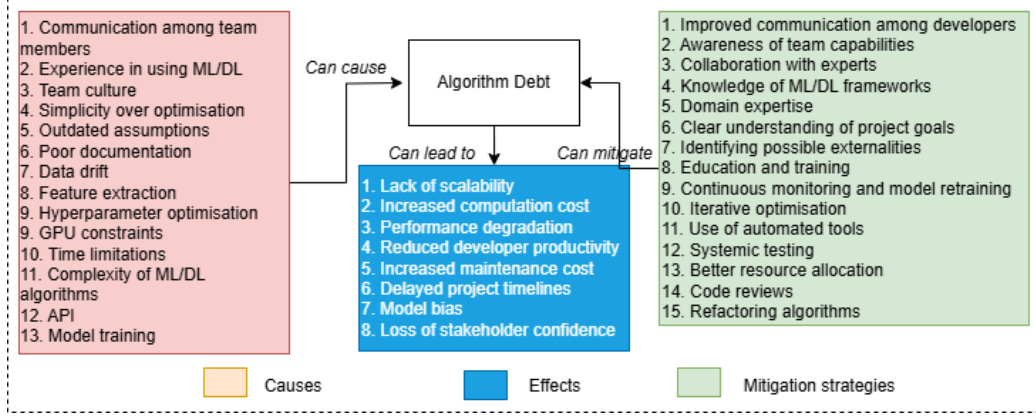 1. Communication among team
members
2. Experience in using ML/DL
3. Team culture
4. Simplicity over optimisation
5. Outdated assumptions
6. Poor documentation
7. Data drift
8. Feature extraction
9. Hyperparameter optimisation
9. GPU constraints
10. Time limitations
11. Complexity of ML/DL
algorithms
12. API
13. Model training
Can cause
Algorithm Debt
Can lead to
Can mitigate
1. Lack of scalability
2. Increased computation cost
3. Performance degradation
4. Reduced developer productivity
5. Increased maintenance cost
6. Delayed project timelines
7. Model bias
8. Loss of stakeholder confidence
1. Improved communication among developers
2. Awareness of team capabilities
3. Collaboration with experts
4. Knowledge of ML/DL frameworks
5. Domain expertise
6. Clear understanding of project goals
7. Identifying possible externalities
8. Education and training
9. Continuous monitoring and model retraining
10. Iterative optimisation
11. Use of automated tools
12. Systemic testing
13. Better resource allocation
14. Code reviews
15. Refactoring algorithms
Causes
Effects
Mitigation strategies